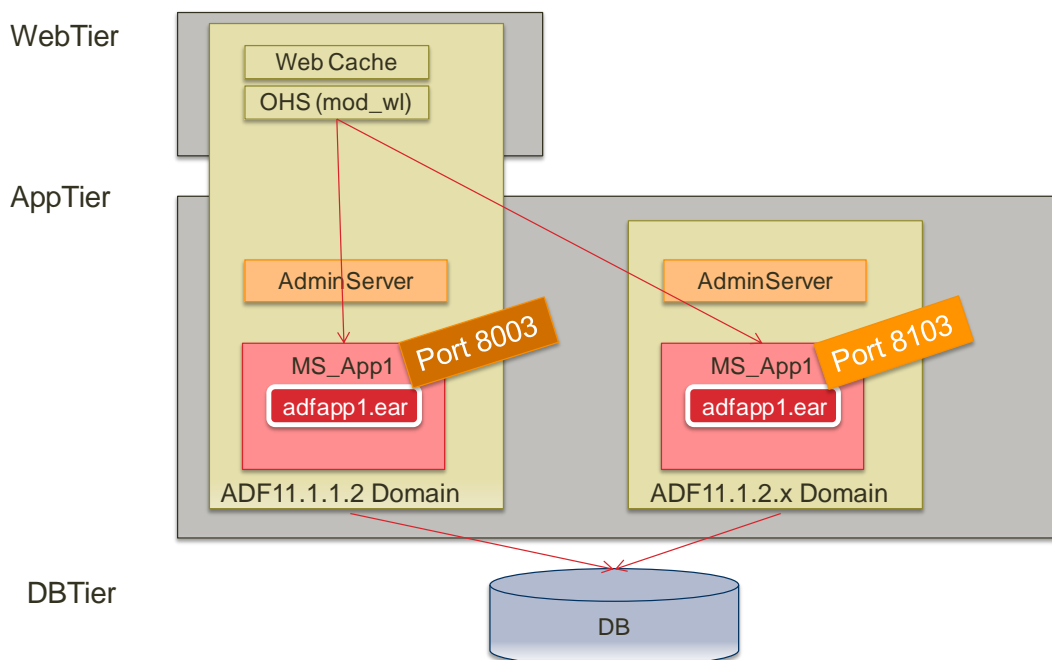 WebTier
Web Cache
OHS (mod_wl)
AppTier
AdminServer
AdminServer
Port 8003
Port 8103
MS_App1
MS_App1
adfapp1.ear
adfapp1.ear
ADF11.1.1.2 Domain
ADF11.1.2.x Domain
DBTier
DB